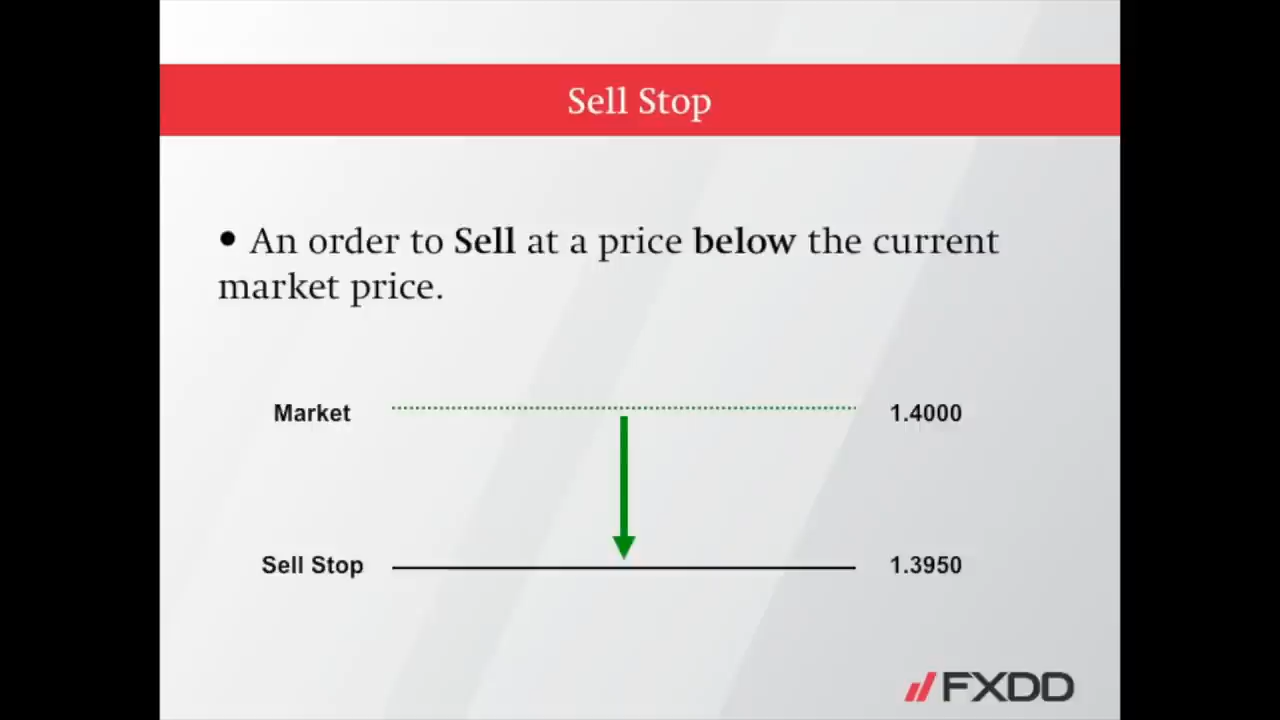 Sell Stop
• An order to Sell at a price below the current
market price.
Market 1.4000
Sell Stop 1.3950
FXDD